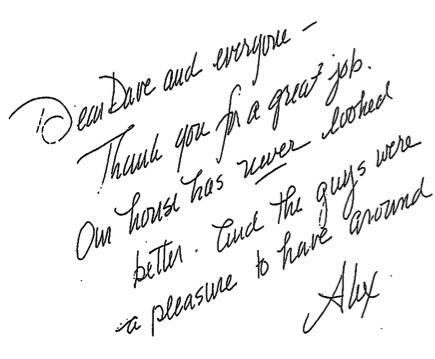 Dear Dave and everyone –
Thank you for a great job.
Our house has never looked
better. And the guys were
a pleasure to have around
Alex